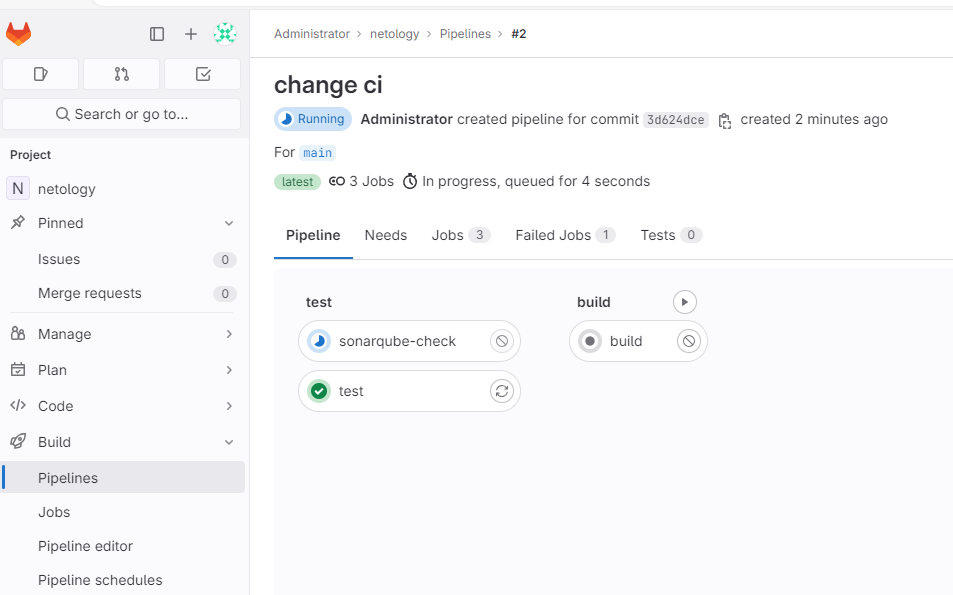 Administrator › netology › Pipelines › #2
Search or go to...
Project
N netology
Pinned
Issues 0
Merge requests 0
Manage
Plan
Code
Build
Pipelines
Jobs
Pipeline editor
Pipeline schedules
change ci
Running Administrator created pipeline for commit 3d624dce created 2 minutes ago
For main
latest 3 Jobs In progress, queued for 4 seconds
Pipeline Needs Jobs 3 Failed Jobs 1 Tests 0
test
sonarqube-check
test
build
build